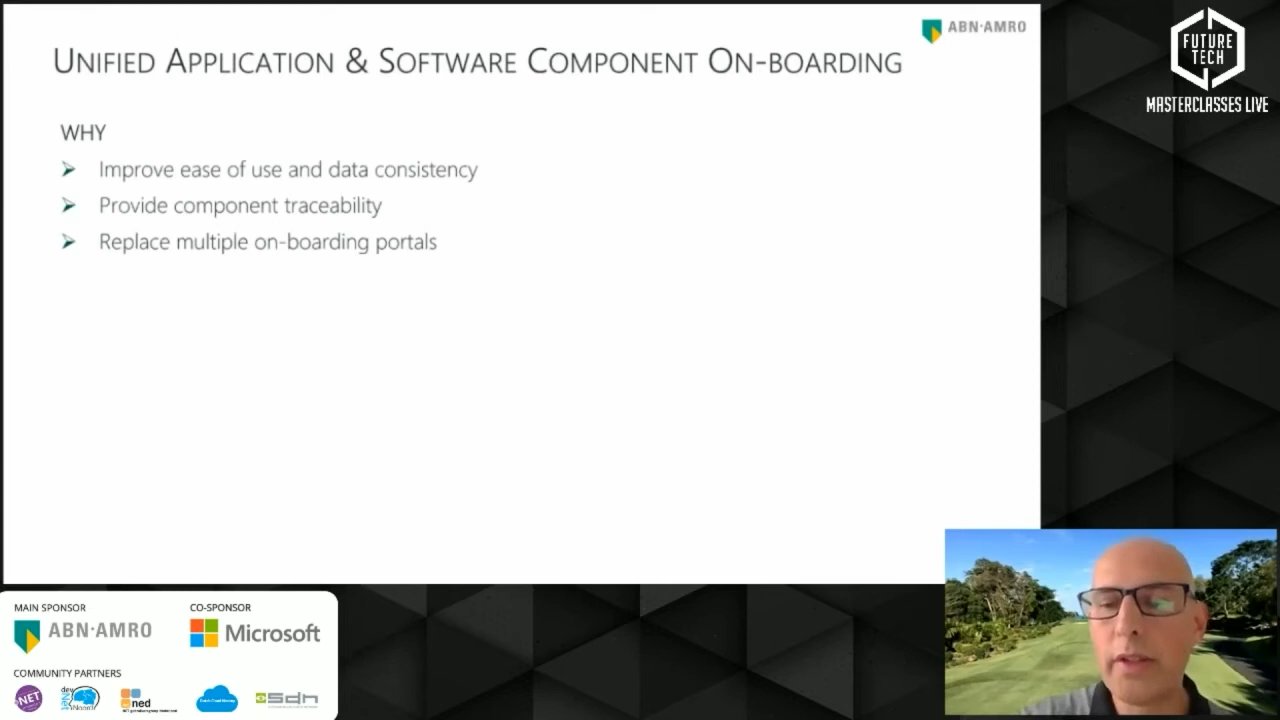 UNIFIED APPLICATION & SOFTWARE COMPONENT ON-BOARDING
ABN·AMRO
WHY
Improve ease of use and data consistency
Provide component traceability
Replace multiple on-boarding portals
FUTURE
TECH
MASTERCLASSES LIVE
MAIN SPONSOR
ABN·AMRO
CO-SPONSOR
Microsoft
COMMUNITY PARTNERS
.NET
dev
Noord
ned
sdn